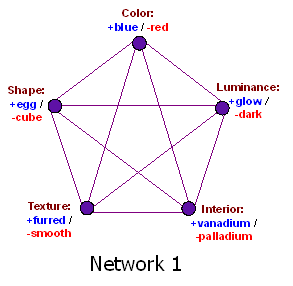 Color:
+blue / -red
Shape:
+egg /
-cube
Luminance:
+glow /
-dark
Texture:
+furred /
-smooth
Interior:
+vanadium /
-palladium
Network 1